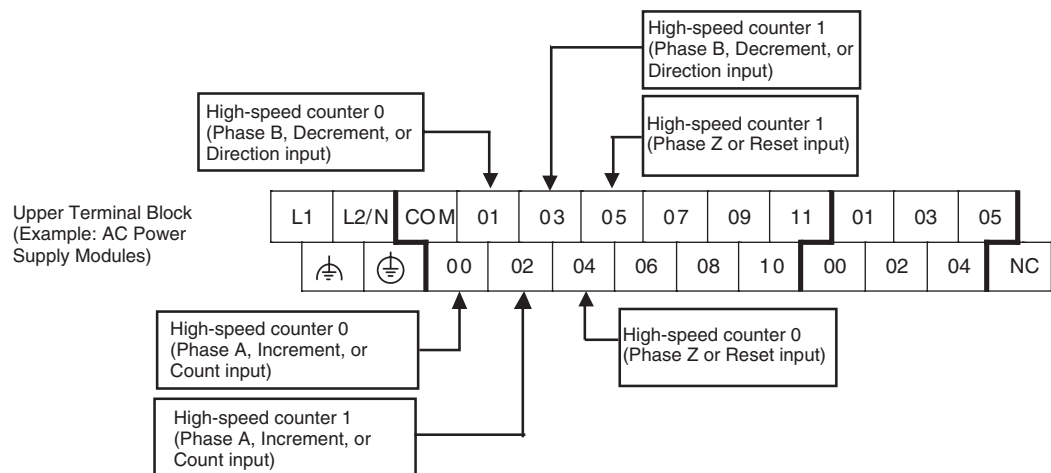 High-speed counter 1
(Phase B, Decrement, or
Direction input)
High-speed counter 0
(Phase B, Decrement, or
Direction input)
High-speed counter 1
(Phase Z or Reset input)
Upper Terminal Block
(Example: AC Power
Supply Modules)
L1 L2/N COM 01 03 05 07 09 11 01 03 05
00 02 04 06 08 10 00 02 04 NC
High-speed counter 0
(Phase A, Increment, or
Count input)
High-speed counter 0
(Phase Z or Reset input)
High-speed counter 1
(Phase A, Increment, or
Count input)